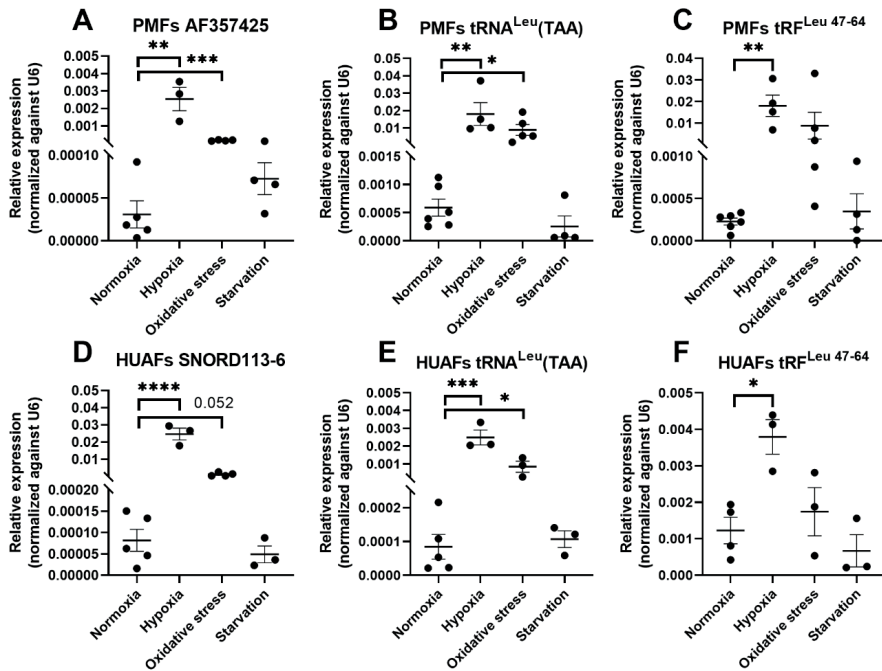 A
PMFs AF357425
**
***
Relative expression
(normalized against U6)
0.005
0.004
0.003
0.002
0.001
0.00010
0.00005
0.00000
Normoxia
Hypoxia
Oxidative stress
Starvation
B
PMFs tRNA^Leu(TAA)
**
*
Relative expression
(normalized against U6)
0.05
0.04
0.03
0.02
0.01
0.0015
0.0010
0.0005
0.0000
Normoxia
Hypoxia
Oxidative stress
Starvation
C
PMFs tRF^Leu 47-64
**
Relative expression
(normalized against U6)
0.04
0.03
0.02
0.01
0.0010
0.0005
0.0000
Normoxia
Hypoxia
Oxidative stress
Starvation
D
HUAFs SNORD113-6
****
0.052
Relative expression
(normalized against U6)
0.05
0.04
0.03
0.02
0.01
0.00020
0.00015
0.00010
0.00005
0.00000
Normoxia
Hypoxia
Oxidative stress
Starvation
E
HUAFs tRNA^Leu(TAA)
***
*
Relative expression
(normalized against U6)
0.005
0.004
0.003
0.002
0.001
0.0002
0.0001
0.0000
Normoxia
Hypoxia
Oxidative stress
Starvation
F
HUAFs tRF^Leu 47-64
*
Relative expression
(normalized against U6)
0.005
0.004
0.003
0.002
0.001
0.000
Normoxia
Hypoxia
Oxidative stress
Starvation